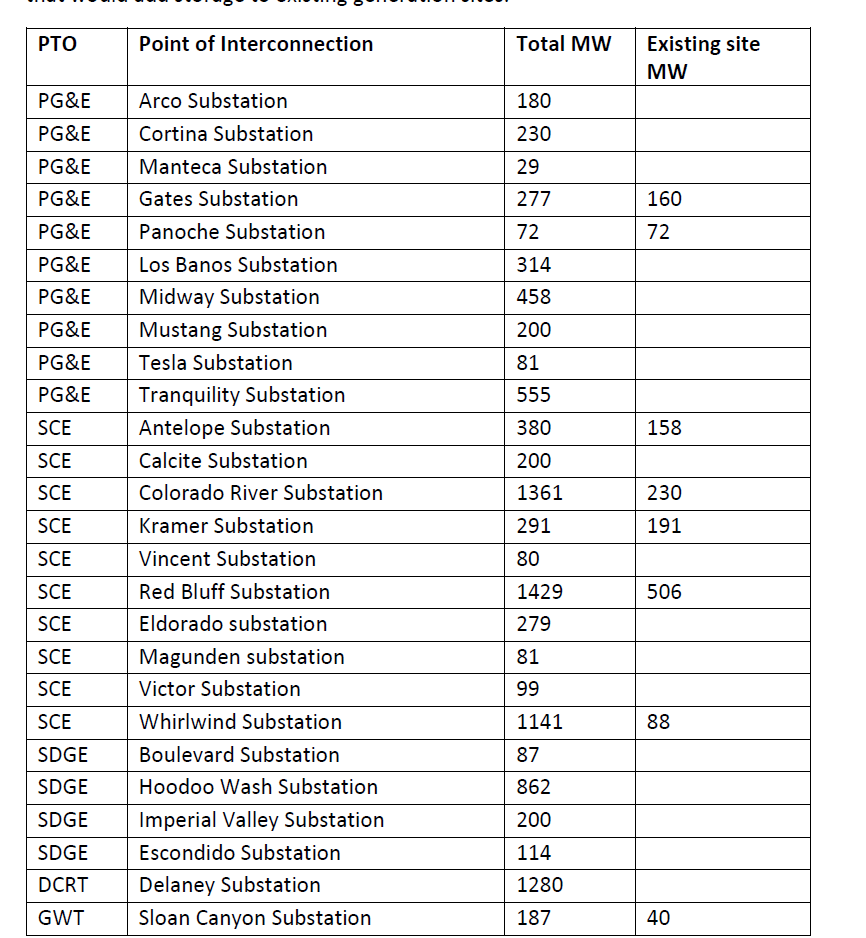 that would add storage to existing generation sites.
PTO Point of Interconnection Total MW Existing site MW
PG&E Arco Substation 180
PG&E Cortina Substation 230
PG&E Manteca Substation 29
PG&E Gates Substation 277 160
PG&E Panoche Substation 72 72
PG&E Los Banos Substation 314
PG&E Midway Substation 458
PG&E Mustang Substation 200
PG&E Tesla Substation 81
PG&E Tranquility Substation 555
SCE Antelope Substation 380 158
SCE Calcite Substation 200
SCE Colorado River Substation 1361 230
SCE Kramer Substation 291 191
SCE Vincent Substation 80
SCE Red Bluff Substation 1429 506
SCE Eldorado substation 279
SCE Magunden substation 81
SCE Victor Substation 99
SCE Whirlwind Substation 1141 88
SDGE Boulevard Substation 87
SDGE Hoodoo Wash Substation 862
SDGE Imperial Valley Substation 200
SDGE Escondido Substation 114
DCRT Delaney Substation 1280
GWT Sloan Canyon Substation 187 40